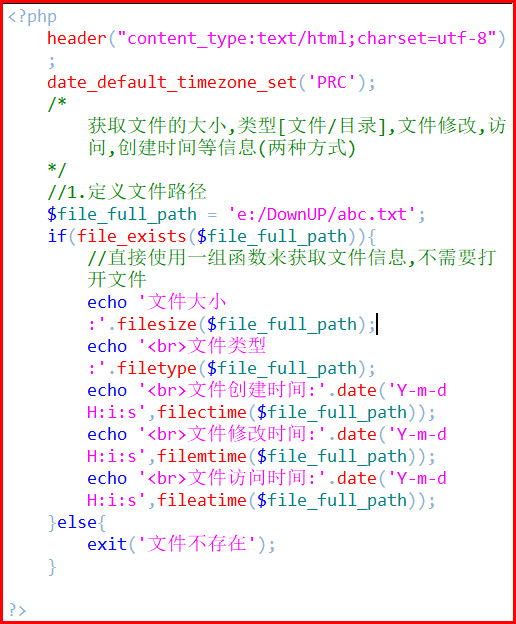 <?php
header("content_type:text/html;charset=utf-8")
;
date_default_timezone_set('PRC');
/*
获取文件的大小,类型[文件/目录],文件修改,访
问,创建时间等信息(两种方式)
*/
//1.定义文件路径
$file_full_path = 'e:/DownUP/abc.txt';
if(file_exists($file_full_path)){
//直接使用一组函数来获取文件信息,不需要打
开文件
echo '文件大小
:'.filesize($file_full_path);
echo '<br>文件类型
:'.filetype($file_full_path);
echo '<br>文件创建时间:'.date('Y-m-d
H:i:s',filectime($file_full_path));
echo '<br>文件修改时间:'.date('Y-m-d
H:i:s',filemtime($file_full_path));
echo '<br>文件访问时间:'.date('Y-m-d
H:i:s',fileatime($file_full_path));
}else{
exit('文件不存在');
}
?>